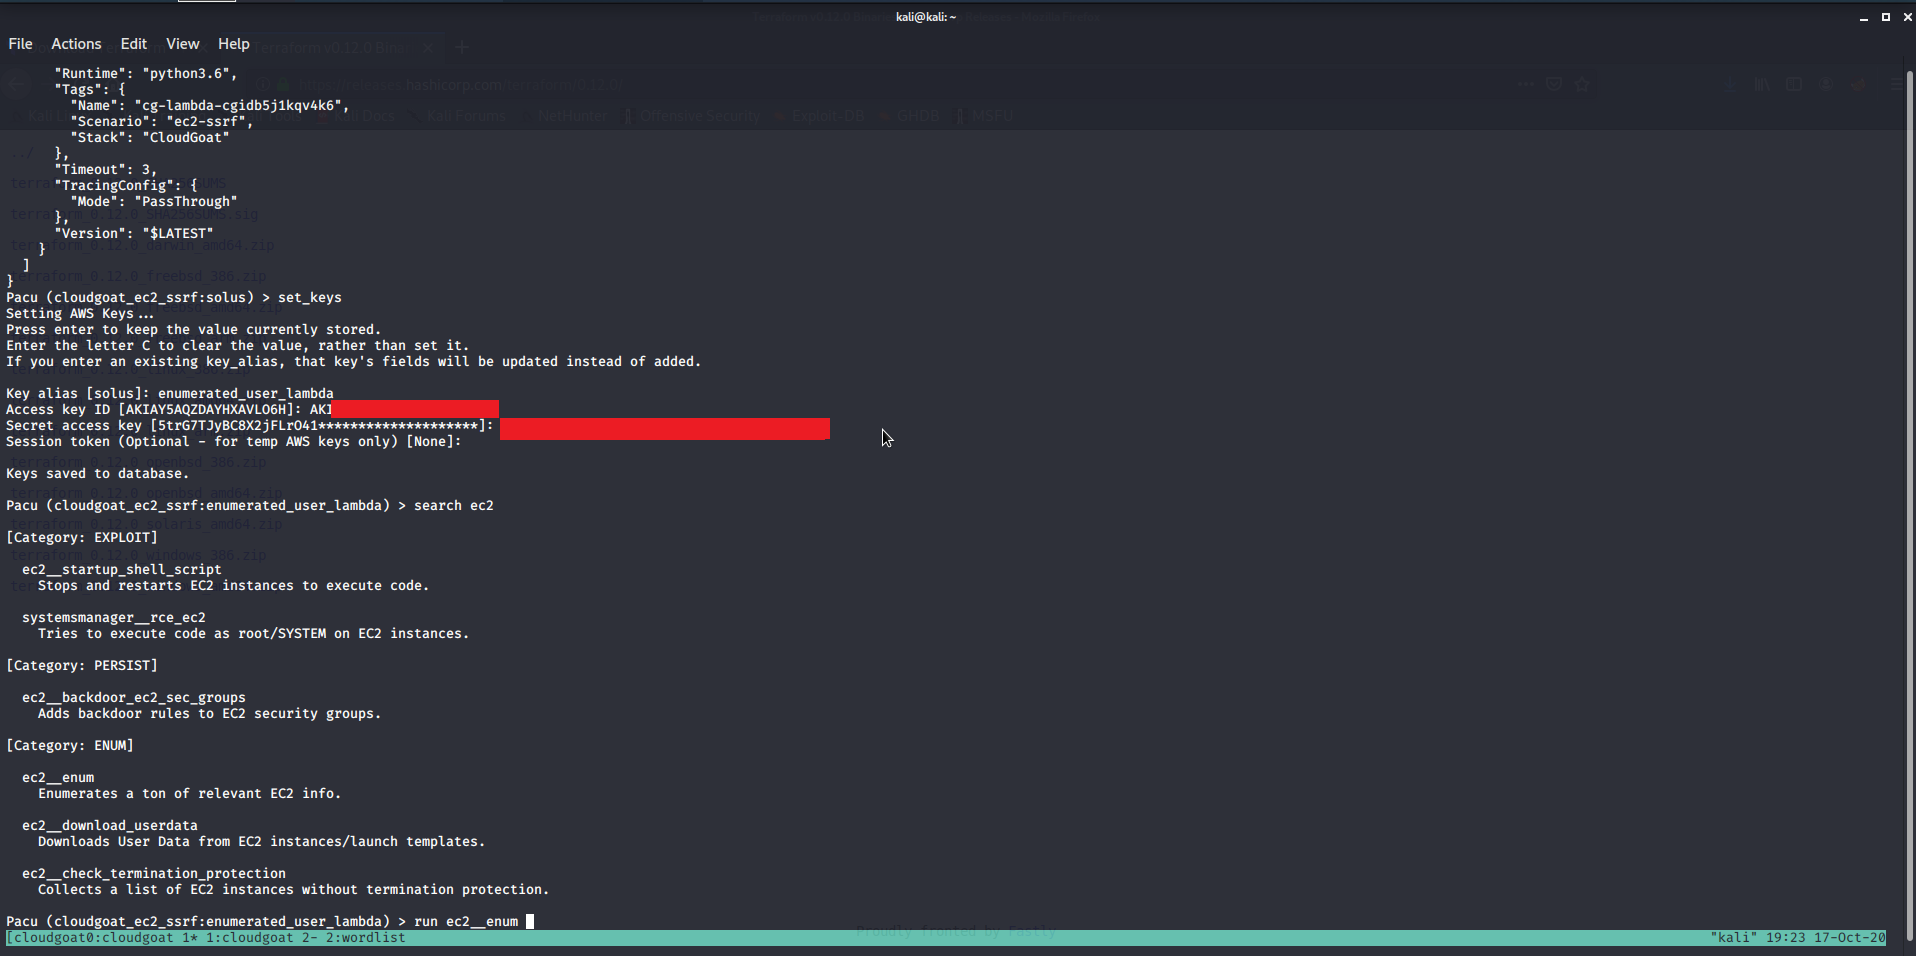 kali@kali: ~
File Actions Edit View Help
"Runtime": "python3.6",
"Tags": {
"Name": "cg-lambda-cgidb5j1kqv4k6",
"Scenario": "ec2-ssrf",
"Stack": "CloudGoat"
},
"Timeout": 3,
"TracingConfig": {
"Mode": "PassThrough"
},
"Version": "$LATEST"
}
]
}
Pacu (cloudgoat_ec2_ssrf:solus) > set_keys
Setting AWS Keys...
Press enter to keep the value currently stored.
Enter the letter C to clear the value, rather than set it.
If you enter an existing key_alias, that key's fields will be updated instead of added.
Key alias [solus]: enumerated_user_lambda
Access key ID [AKIAY5AQZDAYHXAVLO6H]: AKI
Secret access key [5trG7TJyBC8X2jFLrO41********************]:
Session token (Optional - for temp AWS keys only) [None]:
Keys saved to database.
Pacu (cloudgoat_ec2_ssrf:enumerated_user_lambda) > search ec2
[Category: EXPLOIT]
ec2__startup_shell_script
Stops and restarts EC2 instances to execute code.
systemsmanager__rce_ec2
Tries to execute code as root/SYSTEM on EC2 instances.
[Category: PERSIST]
ec2__backdoor_ec2_sec_groups
Adds backdoor rules to EC2 security groups.
[Category: ENUM]
ec2__enum
Enumerates a ton of relevant EC2 info.
ec2__download_userdata
Downloads User Data from EC2 instances/launch templates.
ec2__check_termination_protection
Collects a list of EC2 instances without termination protection.
Pacu (cloudgoat_ec2_ssrf:enumerated_user_lambda) > run ec2__enum
[cloudgoat0:cloudgoat 1* 1:cloudgoat 2- 2:wordlist "kali" 19:23 17-Oct-20